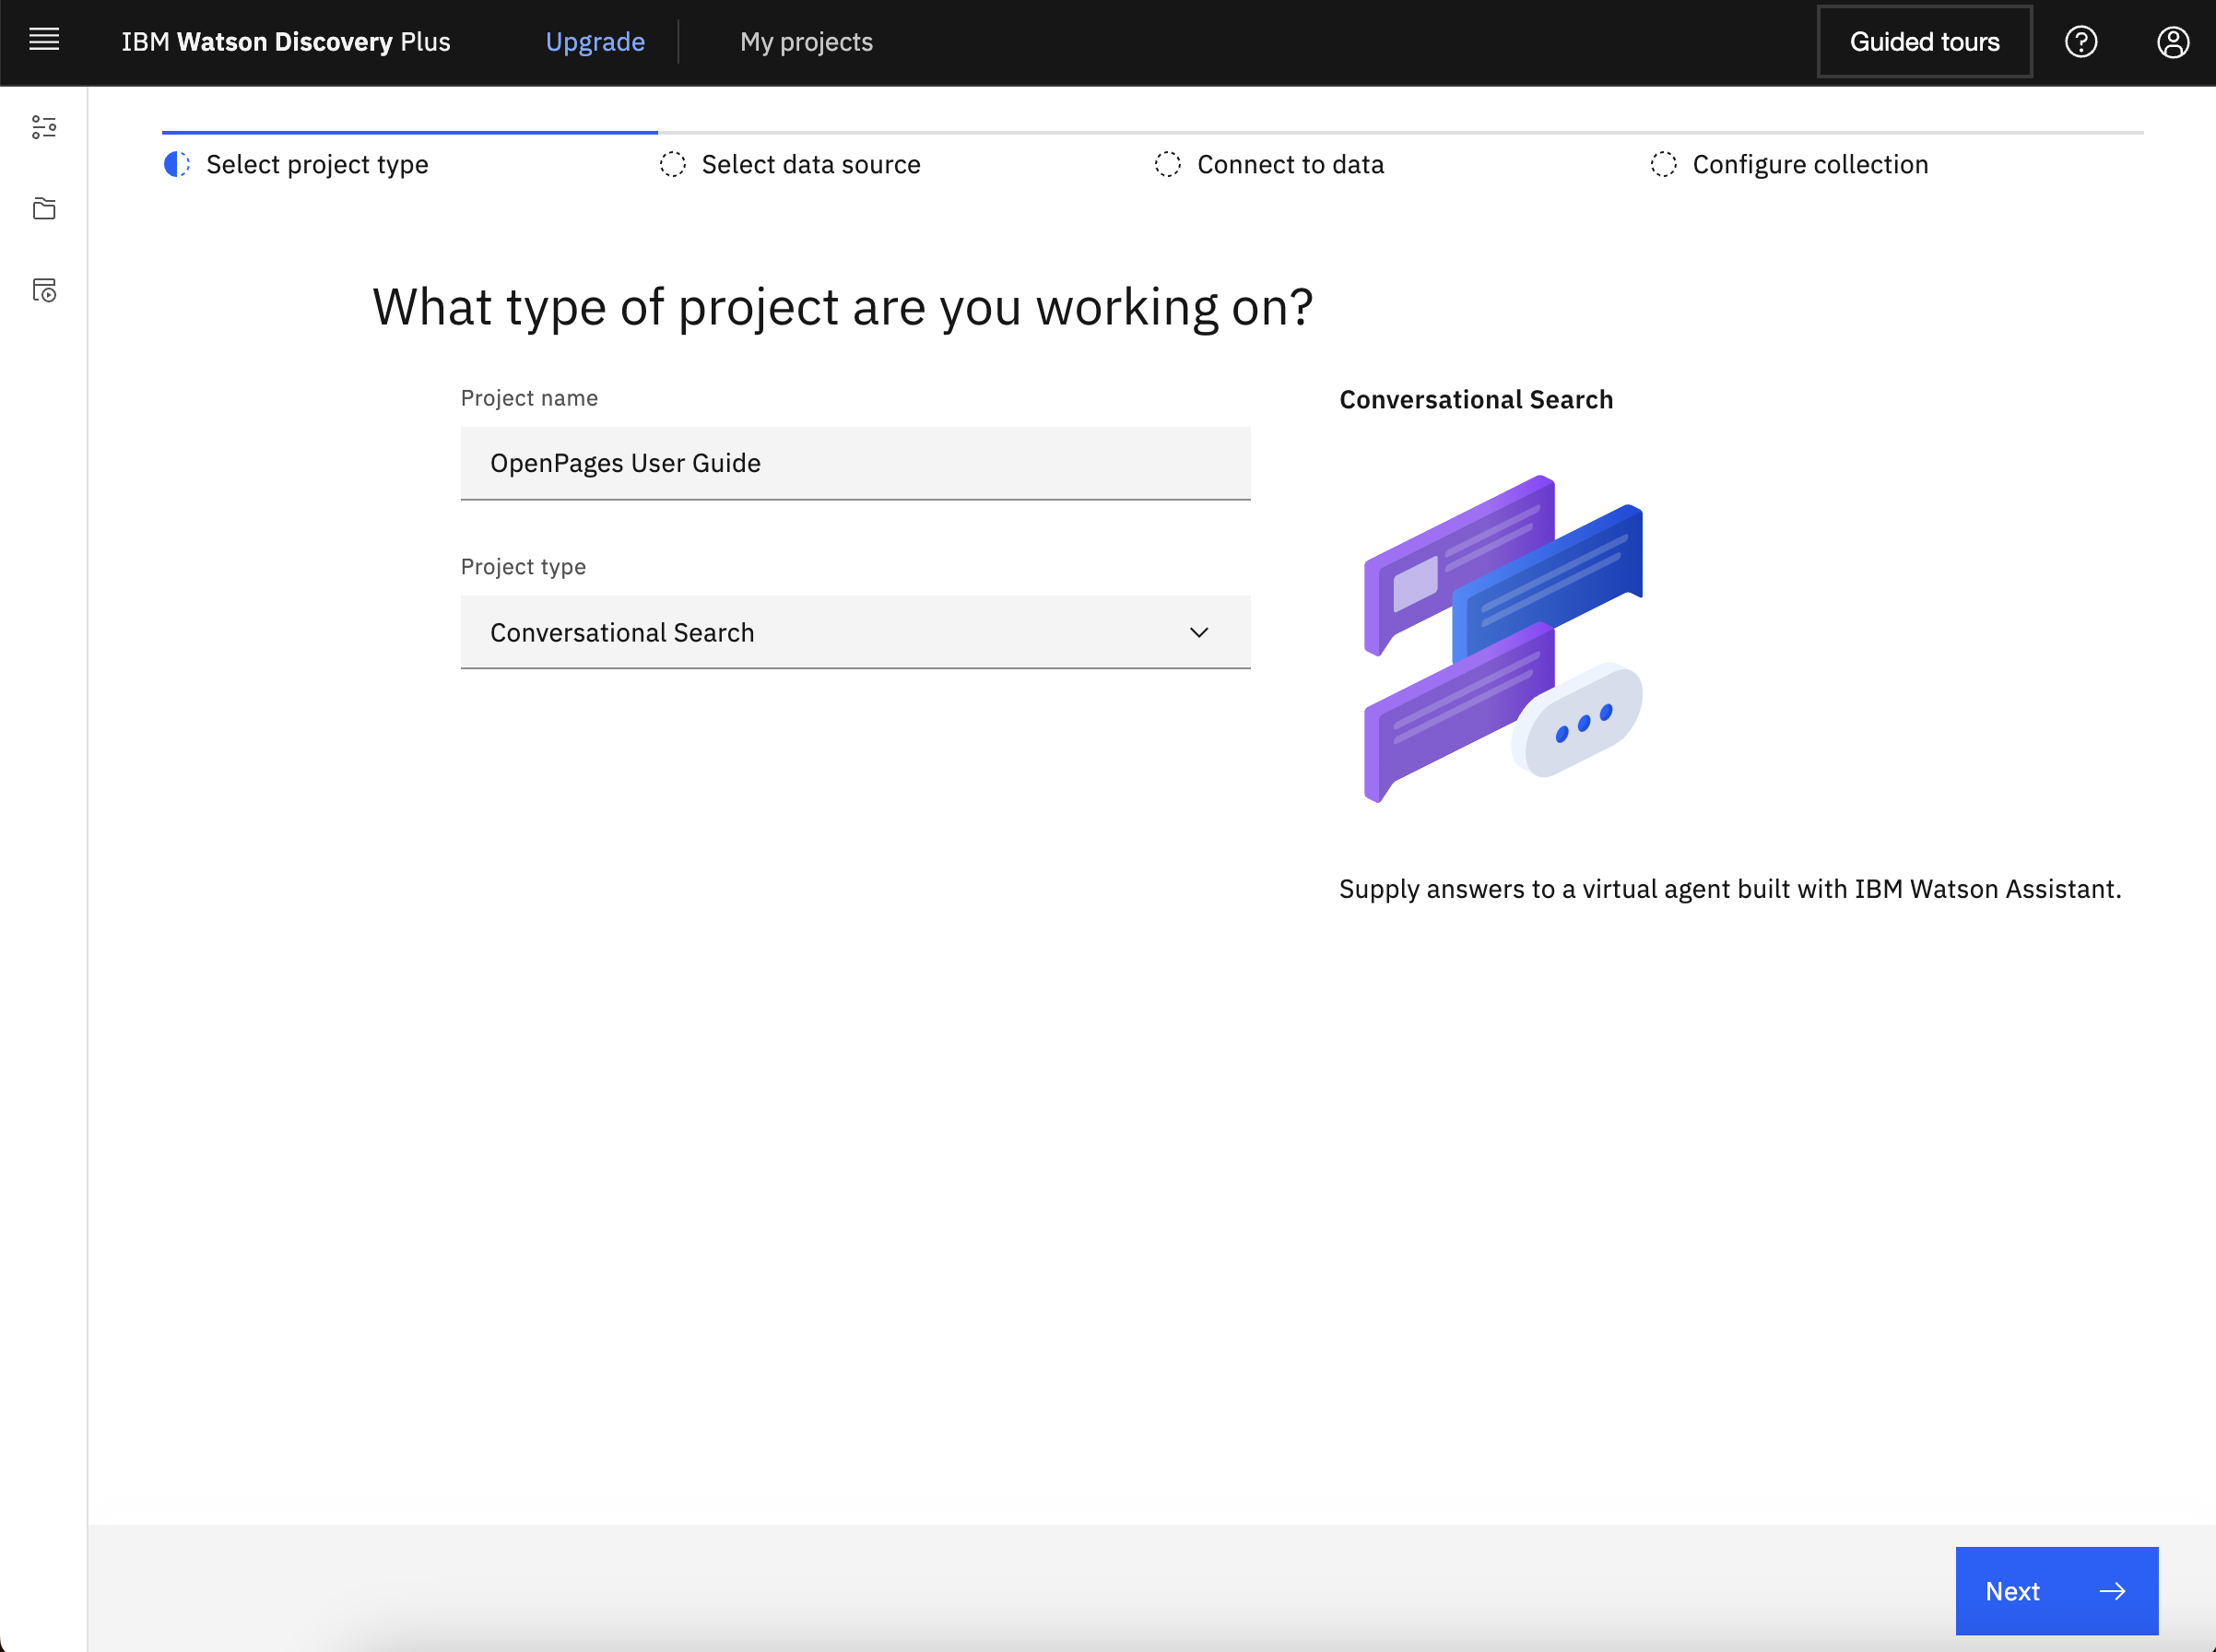 IBM Watson Discovery Plus
Upgrade
My projects
Guided tours
Select project type
Select data source
Connect to data
Configure collection
What type of project are you working on?
Project name
OpenPages User Guide
Project type
Conversational Search
Conversational Search
Supply answers to a virtual agent built with IBM Watson Assistant.
Next